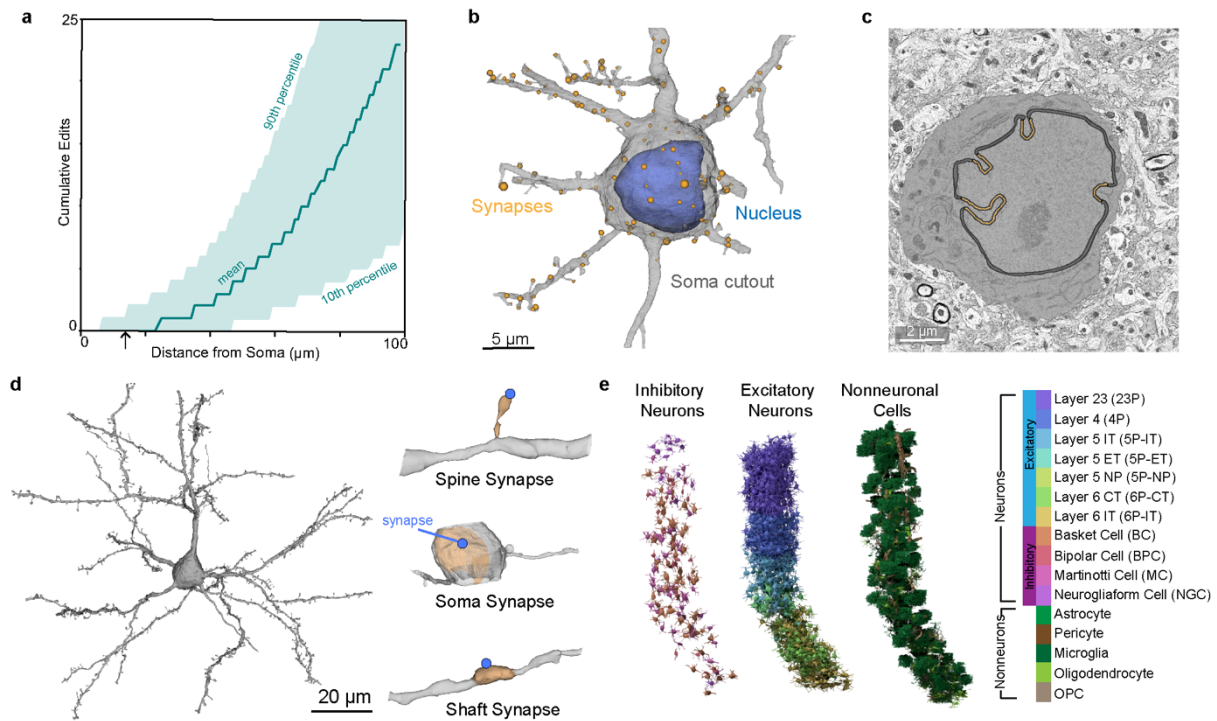 a
25
Cumulative Edits
0
90th percentile
mean
10th percentile
0
100
Distance from Soma (µm)
b
Synapses
Nucleus
Soma cutout
5 µm
c
2 µm
d
20 µm
Spine Synapse
synapse
Soma Synapse
Shaft Synapse
e
Inhibitory
Neurons
Excitatory
Neurons
Nonneuronal
Cells
Neurons
Excitatory
Layer 23 (23P)
Layer 4 (4P)
Layer 5 IT (5P-IT)
Layer 5 ET (5P-ET)
Layer 5 NP (5P-NP)
Layer 6 CT (6P-CT)
Layer 6 IT (6P-IT)
Inhibitory
Basket Cell (BC)
Bipolar Cell (BPC)
Martinotti Cell (MC)
Neurogliaform Cell (NGC)
Nonneurons
Astrocyte
Pericyte
Microglia
Oligodendrocyte
OPC